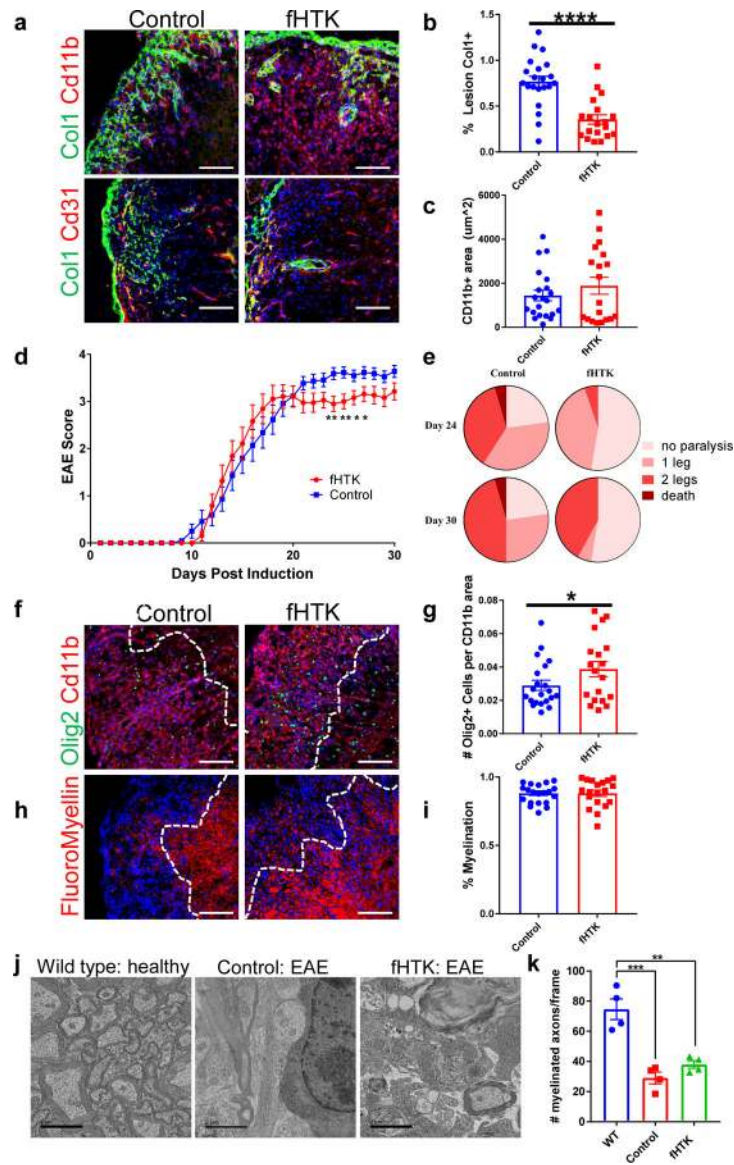 a
Control
fHTK
Col1 Cd11b
Col1 Cd31
b
****
% Lesion Col1+
1.5
1.0
0.5
0.0
Control
fHTK
c
CD11b+ area (um^2)
6000
4000
2000
0
Control
fHTK
d
EAE Score
4
3
2
1
0
fHTK
Control
0
10
20
30
Days Post Induction
e
Control
fHTK
Day 24
Day 30
no paralysis
1 leg
2 legs
death
f
Control
fHTK
Olig2 Cd11b
g
*
# Olig2+ Cells per CD11b area
0.08
0.06
0.04
0.02
0.00
Control
fHTK
h
FluoroMyellin
i
% Myelination
1.0
0.5
0.0
Control
fHTK
j
Wild type: healthy
Control: EAE
fHTK: EAE
k
**
***
# myelinated axons/frame
100
80
60
40
20
0
WT
Control
fHTK